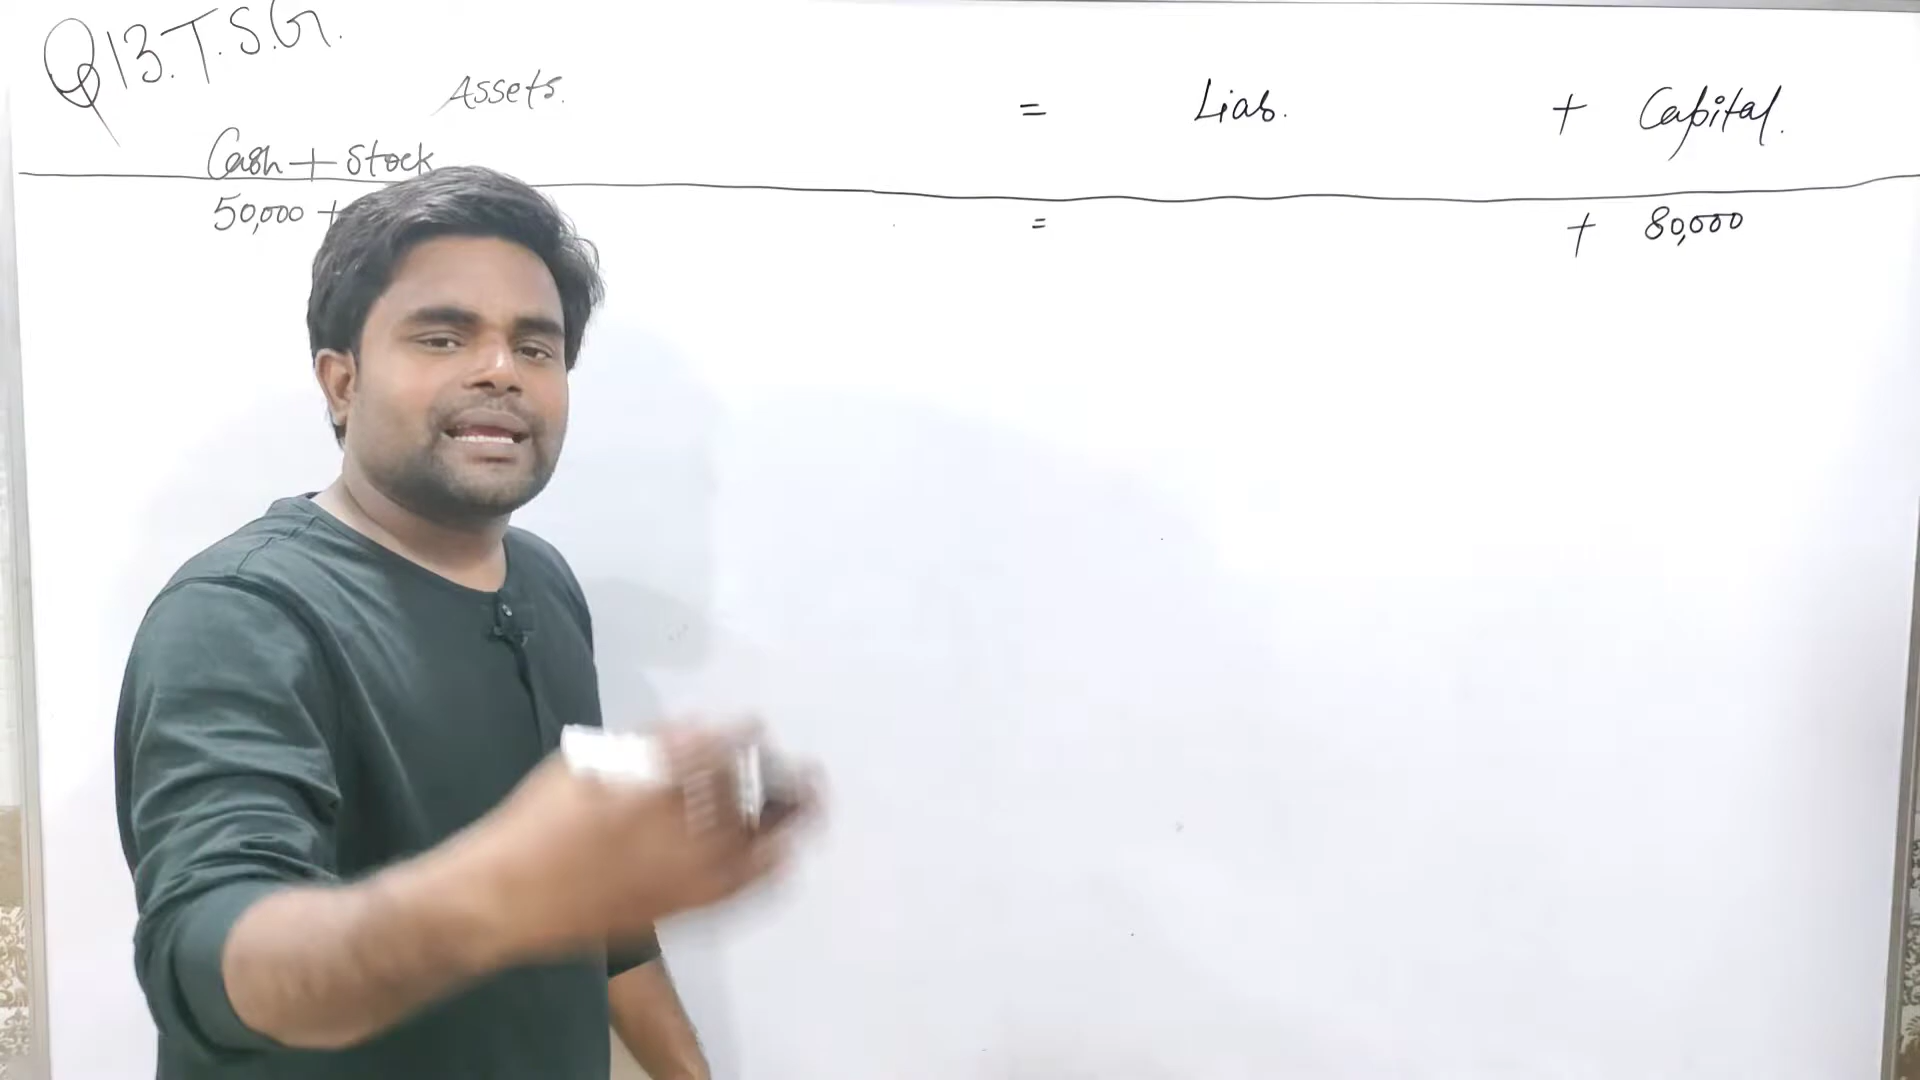 Q13. T.S.G.
Assets. = Liab. + Capital.
Cash + Stock
50,000 + = + 80,000